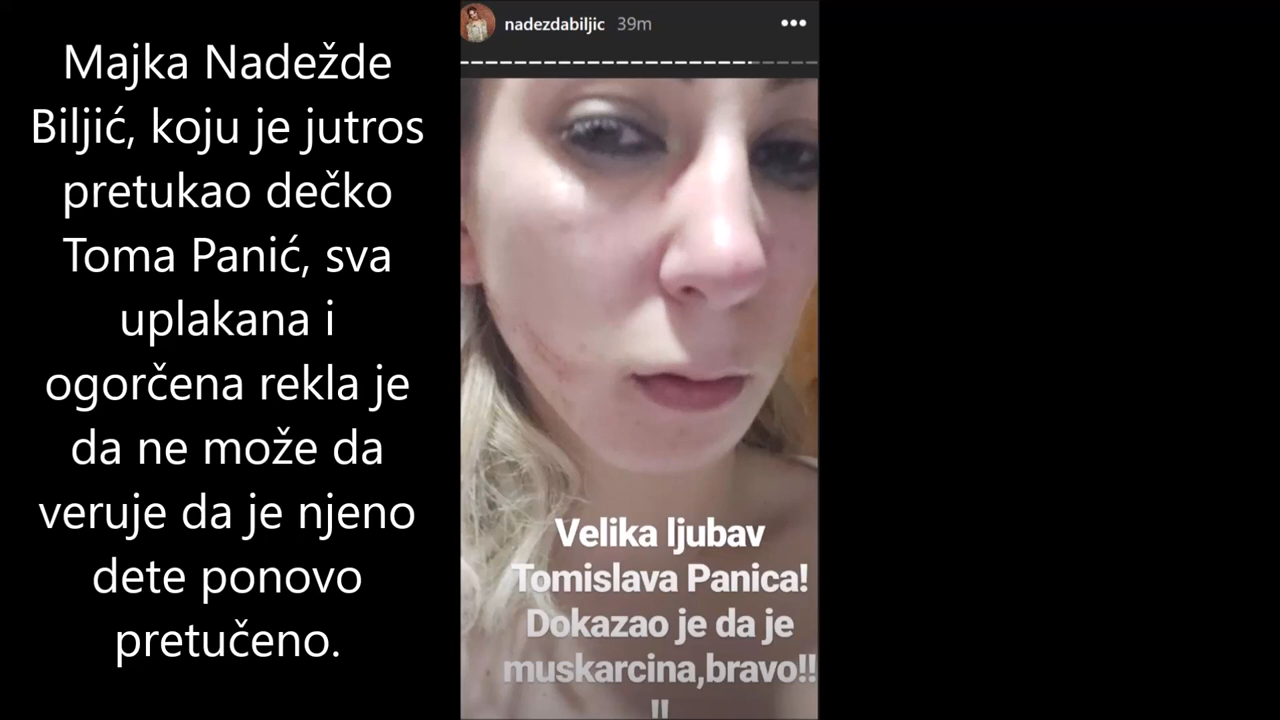 Majka Nadežde
Biljić, koju je jutros
pretukao dečko
Toma Panić, sva
uplakana i
ogorčena rekla je
da ne može da
veruje da je njeno
dete ponovo
pretučeno.
nadezdabiljic 39m
Velika ljubav
Tomislava Panica!
Dokazao je da je
muskarcina,bravo!!
!!